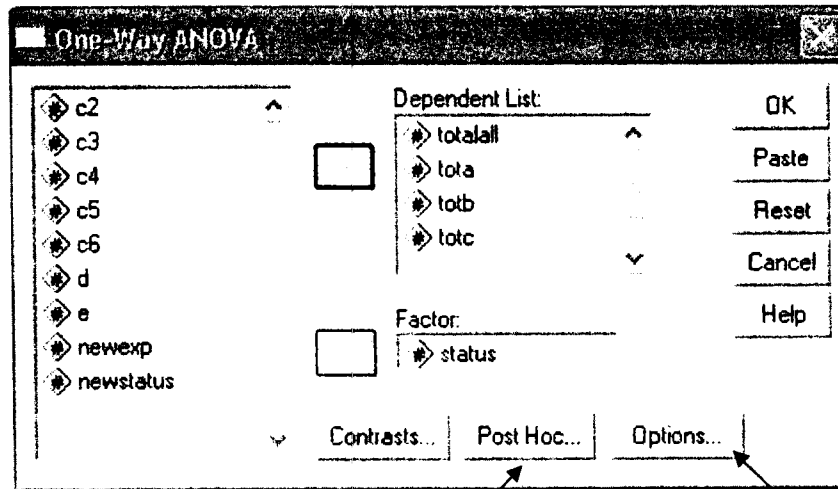 One-Way ANOVA
c2
c3
c4
c5
c6
d
e
newexp
newstatus
Dependent List:
totalall
tota
totb
totc
Factor:
status
OK
Paste
Reset
Cancel
Help
Contrasts...
Post Hoc...
Options...